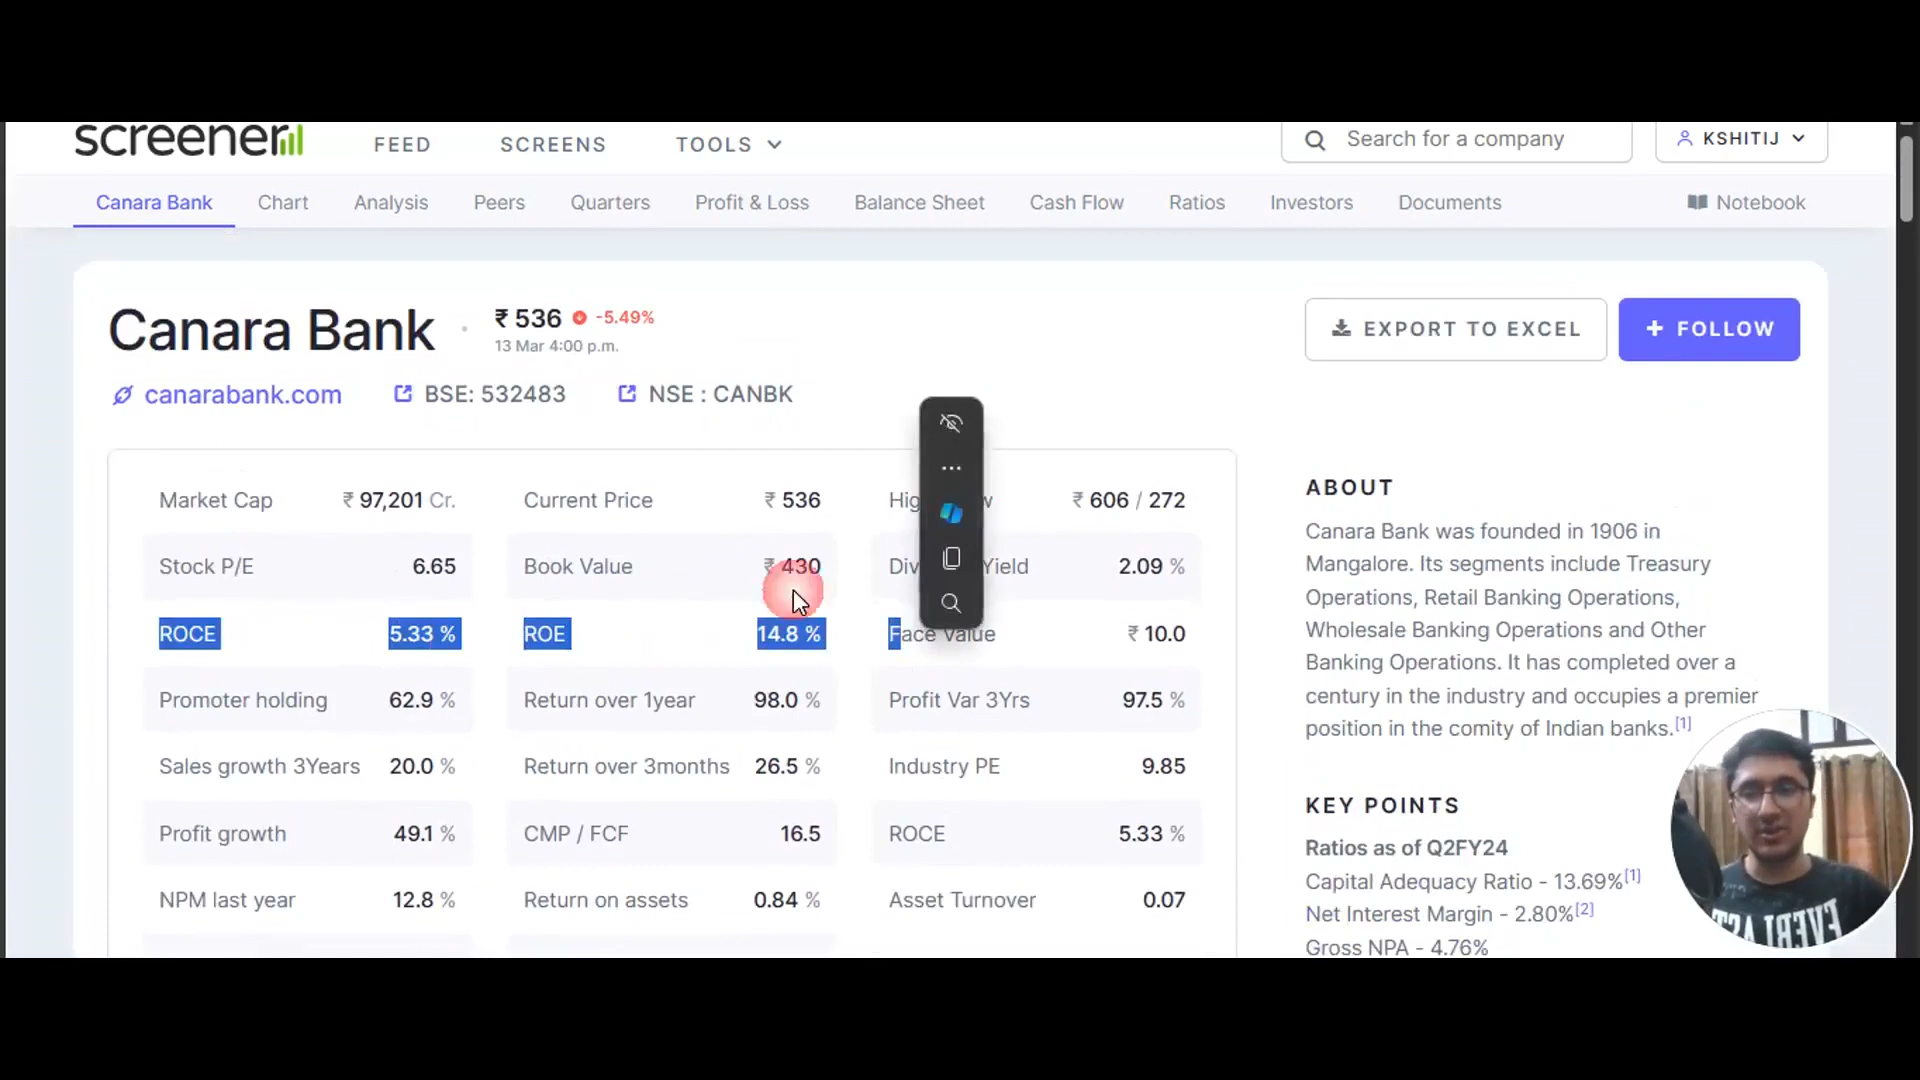 screener FEED SCREENS TOOLS Search for a company KSHITIJ
Canara Bank Chart Analysis Peers Quarters Profit & Loss Balance Sheet Cash Flow Ratios Investors Documents Notebook
Canara Bank ₹ 536 -5.49%
13 Mar 4:00 p.m.
EXPORT TO EXCEL + FOLLOW
canarabank.com BSE: 532483 NSE : CANBK
Market Cap ₹ 97,201 Cr. Current Price ₹ 536 ₹ 606 / 272
Stock P/E 6.65 Book Value ₹ 430 Yield 2.09 %
ROCE 5.33 % ROE 14.8 % Face Value ₹ 10.0
Promoter holding 62.9 % Return over 1year 98.0 % Profit Var 3Yrs 97.5 %
Sales growth 3Years 20.0 % Return over 3months 26.5 % Industry PE 9.85
Profit growth 49.1 % CMP / FCF 16.5 ROCE 5.33 %
NPM last year 12.8 % Return on assets 0.84 % Asset Turnover 0.07
ABOUT
Canara Bank was founded in 1906 in
Mangalore. Its segments include Treasury
Operations, Retail Banking Operations,
Wholesale Banking Operations and Other
Banking Operations. It has completed over a
century in the industry and occupies a premier
position in the comity of Indian banks.[1]
KEY POINTS
Ratios as of Q2FY24
Capital Adequacy Ratio - 13.69%[1]
Net Interest Margin - 2.80%[2]
Gross NPA - 4.76%